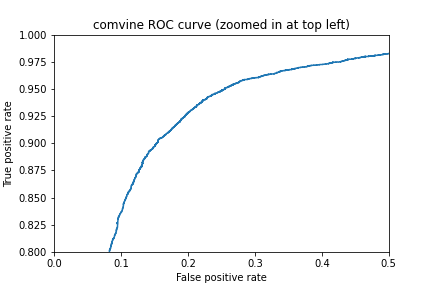 comvine ROC curve (zoomed in at top left)
1.000
0.975
0.950
0.925
0.900
0.875
0.850
0.825
0.800
True positive rate
0.0 0.1 0.2 0.3 0.4 0.5
False positive rate